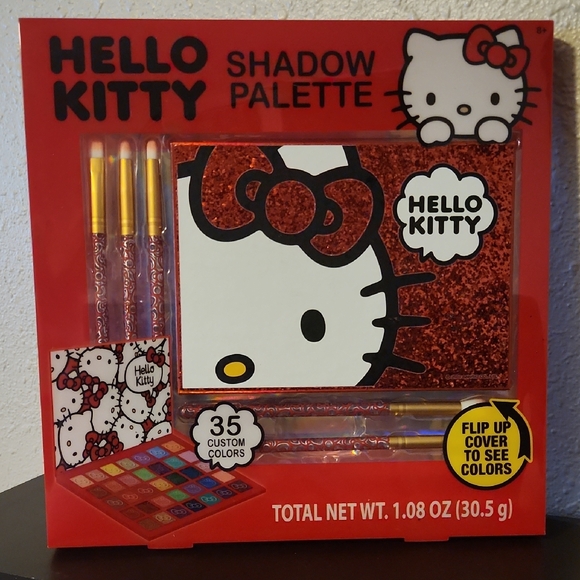 HELLO
KITTY
SHADOW
PALETTE
8+
HELLO
KITTY
Hello
Kitty
35
CUSTOM
COLORS
FLIP UP
COVER
TO SEE
COLORS
TOTAL NET WT. 1.08 OZ (30.5 g)